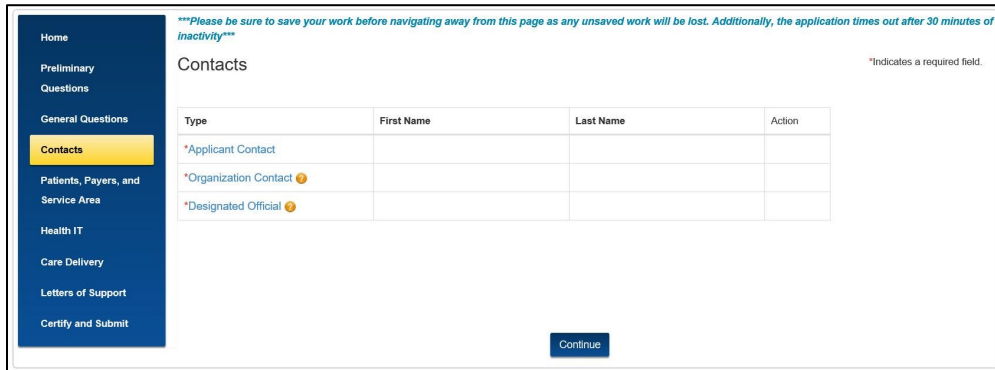 ***Please be sure to save your work before navigating away from this page as any unsaved work will be lost. Additionally, the application times out after 30 minutes of
inactivity***
Home
Preliminary
Questions
General Questions
Contacts
Patients, Payers, and
Service Area
Health IT
Care Delivery
Letters of Support
Certify and Submit
Contacts
*Indicates a required field.
Type First Name Last Name Action
*Applicant Contact
*Organization Contact ?
*Designated Official ?
Continue